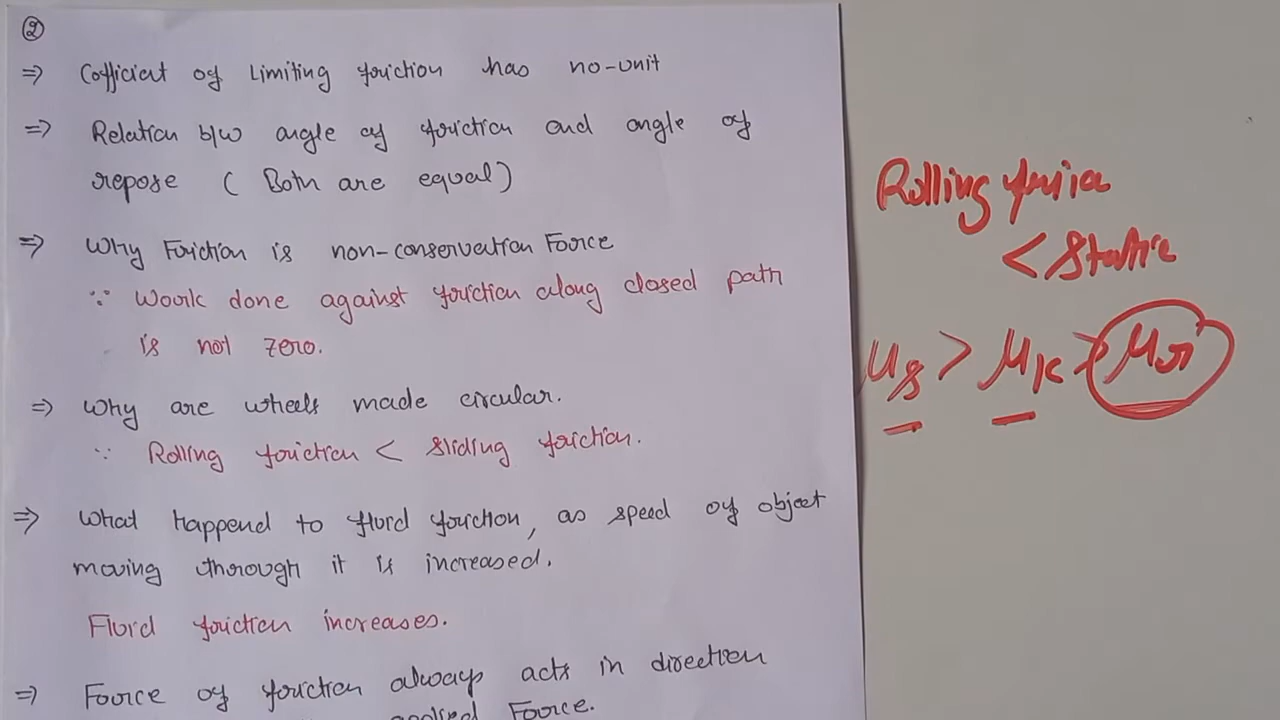 ②
⇒ Cofficient of Limiting friction has no-unit
⇒ Relation b/w angle of friction and angle of
repose ( Both are equal)
⇒ Why Friction is non-conservation Force
∵ Work done against friction along closed path
is not zero.
⇒ Why are wheels made circular.
∵ Rolling friction < sliding friction.
⇒ What happend to fluid friction, as speed of object
moving through it is increased.
Fluid friction increases.
⇒ Force of friction always acts in direction
applied Force.
Rolling
< Static
μs > μk > μr